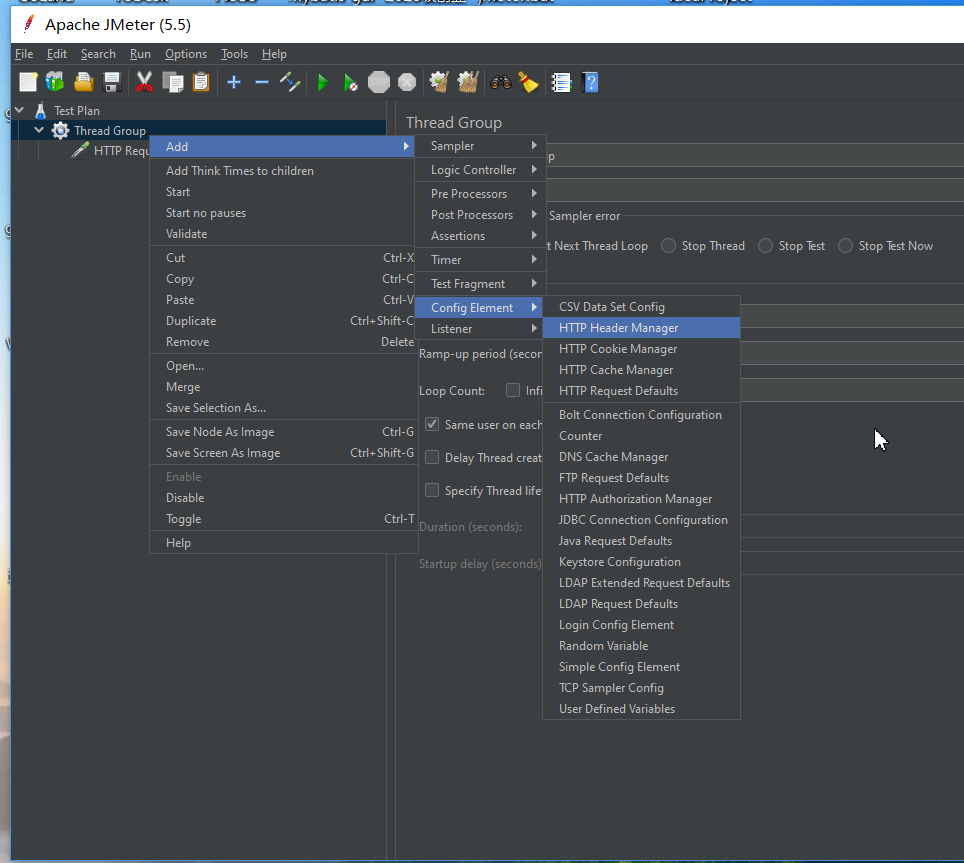 Apache JMeter (5.5)
File Edit Search Run Options Tools Help
Test Plan
Thread Group
HTTP Requ
Thread Group
Add
Add Think Times to children
Start
Start no pauses
Validate
Cut Ctrl-X
Copy Ctrl-C
Paste Ctrl-V
Duplicate Ctrl+Shift-C
Remove Delete
Open...
Merge
Save Selection As...
Save Node As Image Ctrl-G
Save Screen As Image Ctrl+Shift-G
Enable
Disable
Toggle Ctrl-T
Help
Sampler
Logic Controller
Pre Processors
Post Processors
Assertions
Timer
Test Fragment
Config Element
Listener
p
Sampler error
t Next Thread Loop Stop Thread Stop Test Stop Test Now
Ramp-up period (secon
Loop Count: Infi
Same user on each
Delay Thread creat
Specify Thread life
Duration (seconds):
Startup delay (seconds)
CSV Data Set Config
HTTP Header Manager
HTTP Cookie Manager
HTTP Cache Manager
HTTP Request Defaults
Bolt Connection Configuration
Counter
DNS Cache Manager
FTP Request Defaults
HTTP Authorization Manager
JDBC Connection Configuration
Java Request Defaults
Keystore Configuration
LDAP Extended Request Defaults
LDAP Request Defaults
Login Config Element
Random Variable
Simple Config Element
TCP Sampler Config
User Defined Variables